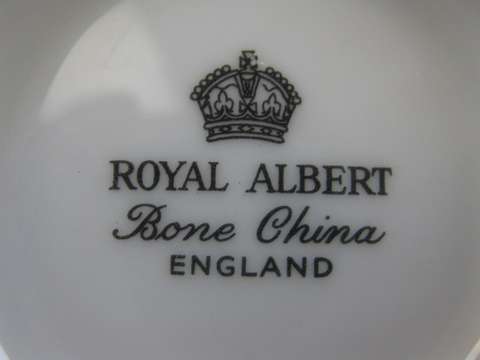 ROYAL ALBERT
Bone China
ENGLAND